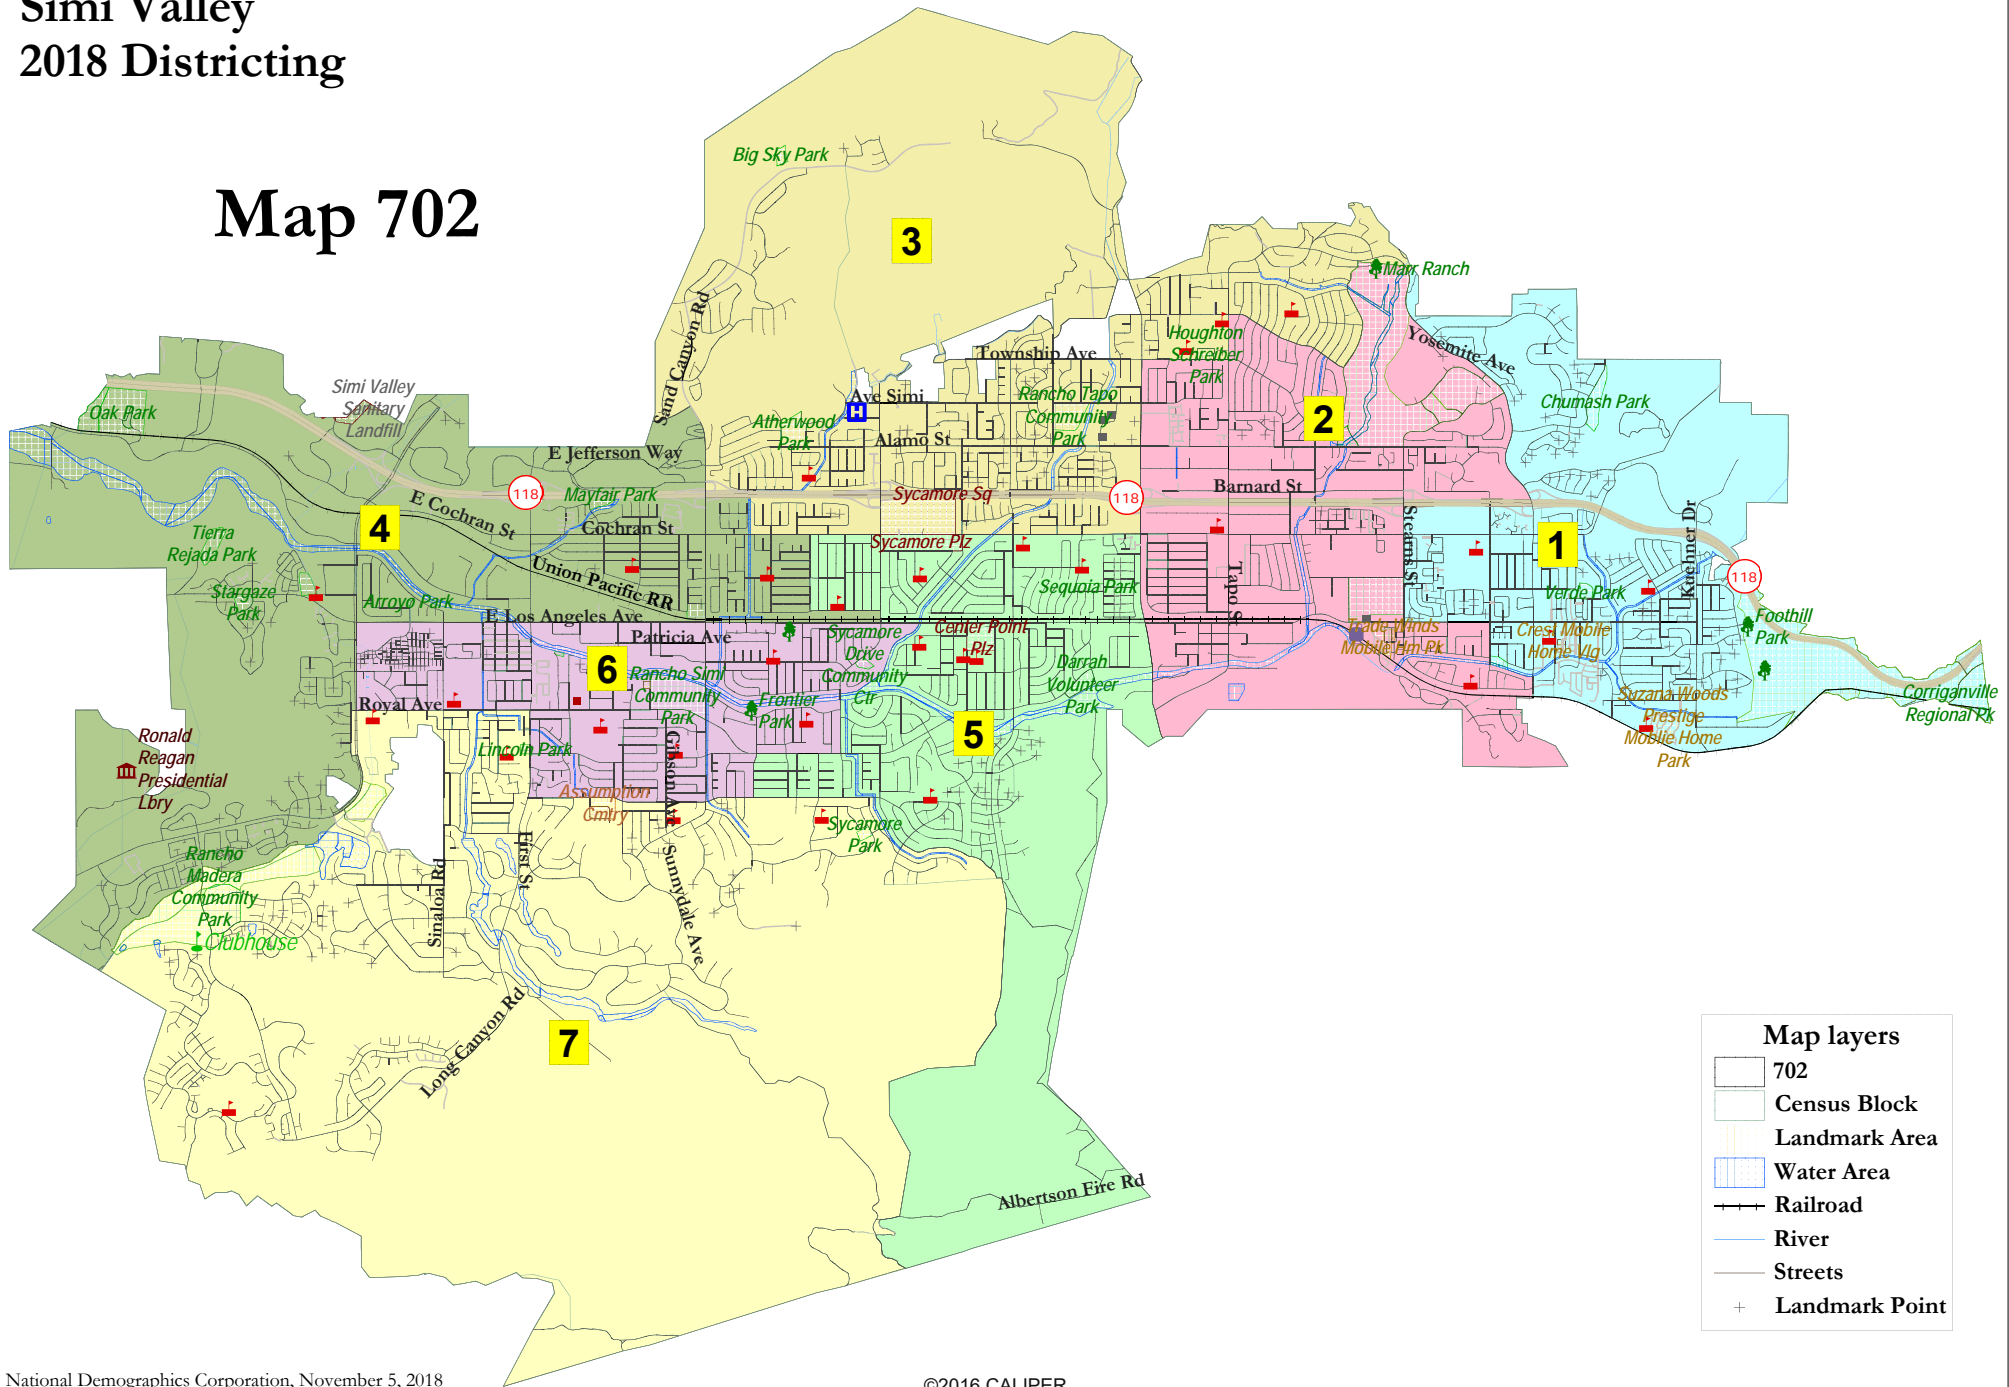 Simi Valley
2018 Districting
Map 702
Big Sky Park
3
Marr Ranch
Sand Canyon Rd
Yosemite Ave
Houghton
Schreiber
Park
Township Ave
Simi Valley
Sanitary
Landfill
Oak Park
Ave Simi
H
Rancho Tapo
Community
Park
Chumash Park
Atherwood
Park
Alamo St
2
E Jefferson Way
118
Mayfair Park
Sycamore Sq
118
Barnard St
E Cochran St
Cochran St
4
Stearns St
Kuehner Dr
Tierra
Rejada Park
Sycamore Plz
1
Union Pacific RR
118
Stargaze
Park
Arroyo Park
Sequoia Park
Tapo St
Verde Park
E Los Angeles Ave
Patricia Ave
Sycamore
Drive
Community
Ctr
Center Point
Plz
Trade Winds
Mobile Hm Pk
Crest Mobile
Home Vlg
Foothill
Park
6
Rancho Simi
Community
Park
Darrah
Volunteer
Park
Royal Ave
Frontier
Park
Suzana Woods
Prestige
Moblie Home
Park
Corriganville
Regional Pk
Ronald
Reagan
Presidential
Lbry
Lincoln Park
Gibson Ave
5
Assumption
Cmtry
Sycamore
Park
Rancho
Madera
Community
Park
Clubhouse
Sinaloa Rd
First St
Sunnydale Ave
Long Canyon Rd
7
Albertson Fire Rd
Map layers
702
Census Block
Landmark Area
Water Area
Railroad
River
Streets
Landmark Point
National Demographics Corporation, November 5, 2018
©2016 CALIPER